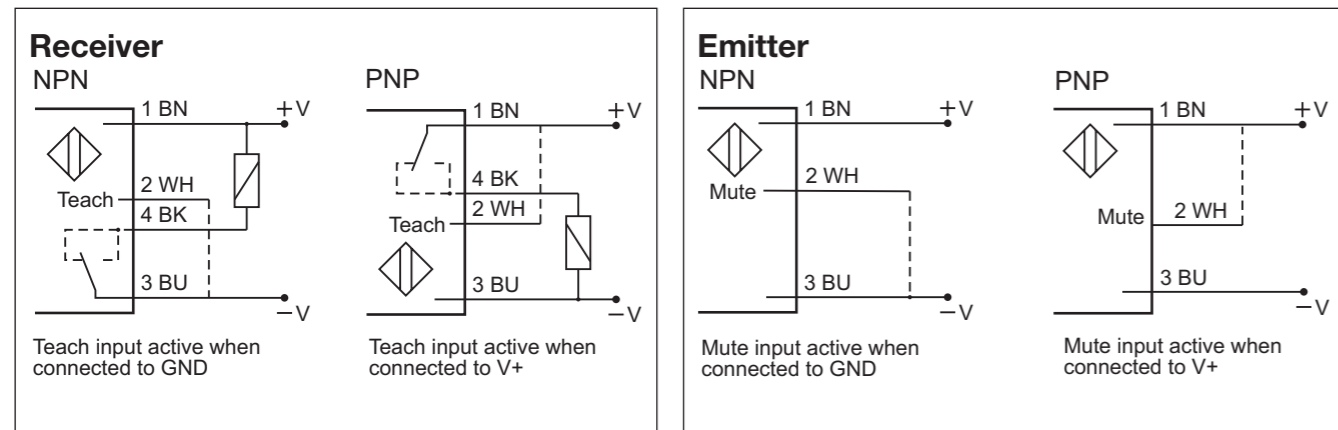 Receiver
NPN
1 BN
+V
2 WH
Teach
4 BK
3 BU
–V
Teach input active when
connected to GND
PNP
1 BN
+V
4 BK
2 WH
Teach
3 BU
–V
Teach input active when
connected to V+
Emitter
NPN
1 BN
+V
2 WH
Mute
3 BU
–V
Mute input active when
connected to GND
PNP
1 BN
+V
Mute
2 WH
3 BU
–V
Mute input active when
connected to V+